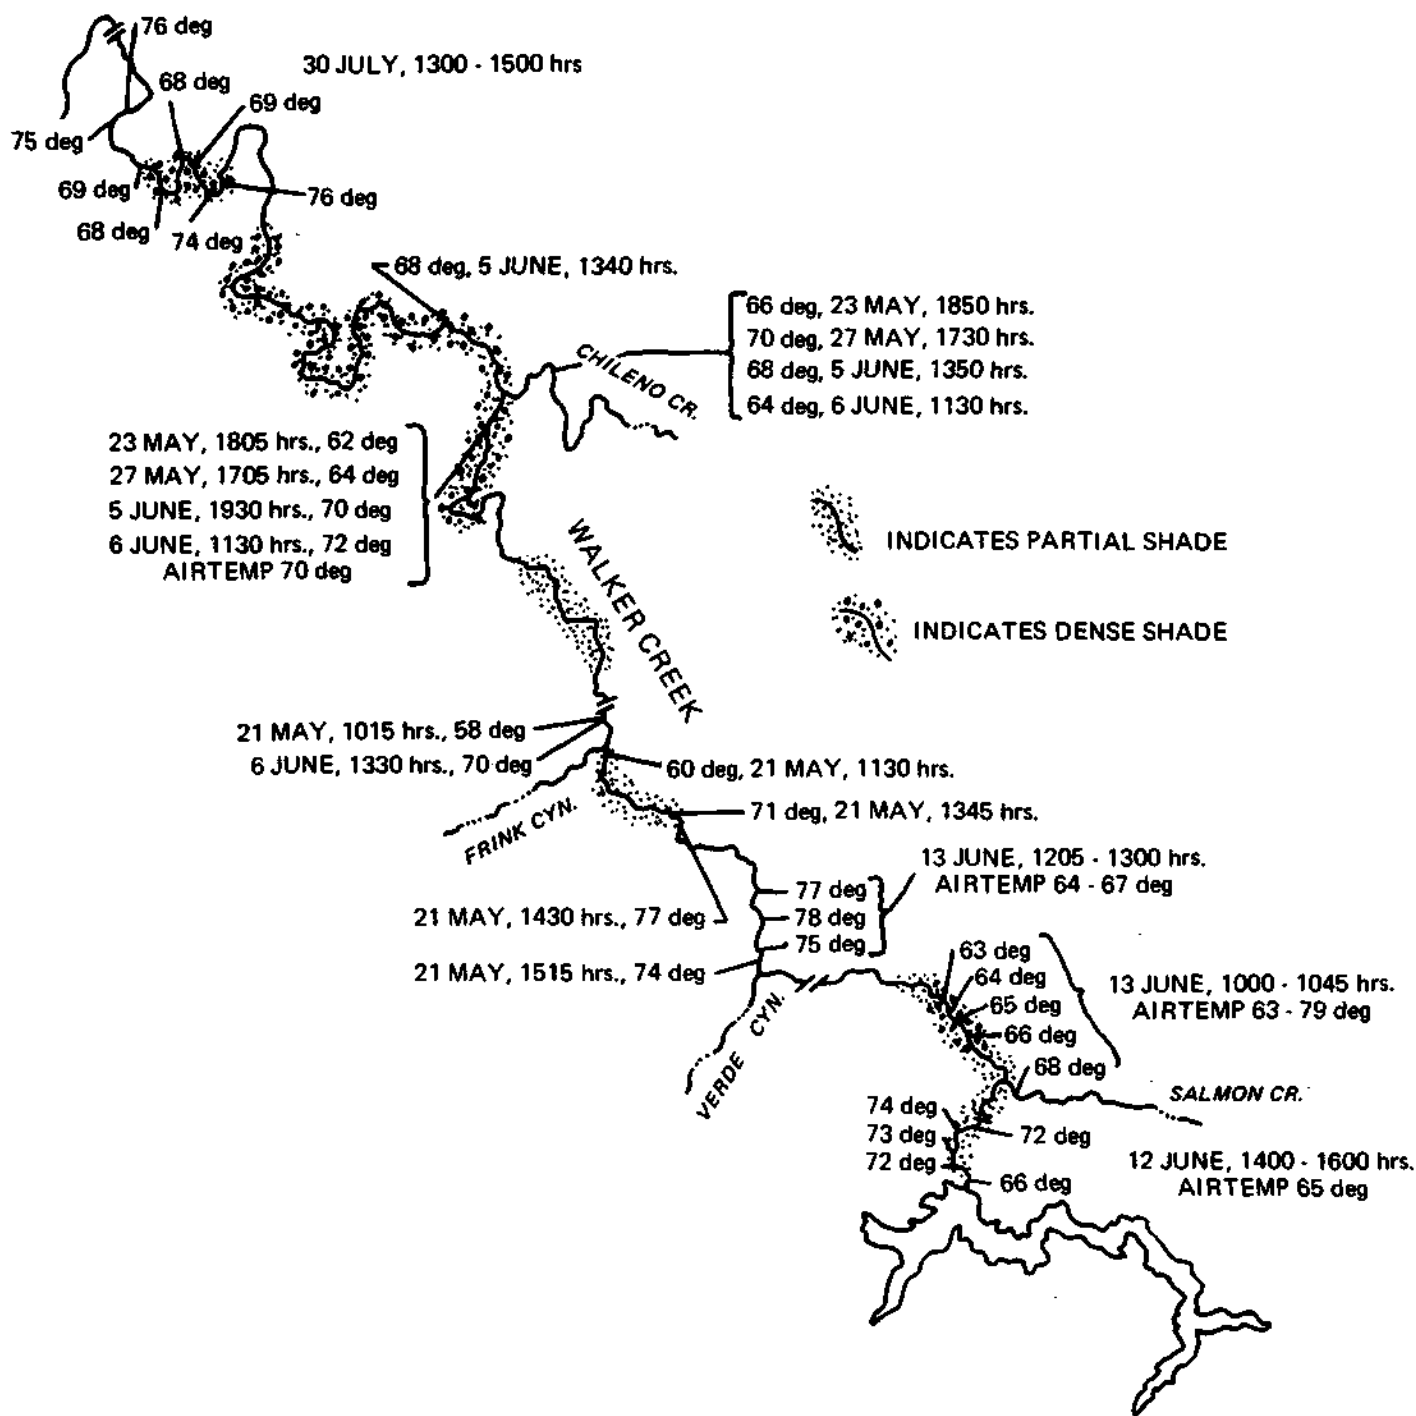 76 deg
30 JULY, 1300 - 1500 hrs
68 deg
69 deg
75 deg
69 deg
76 deg
68 deg
74 deg
68 deg, 5 JUNE, 1340 hrs.
66 deg, 23 MAY, 1850 hrs.
70 deg, 27 MAY, 1730 hrs.
68 deg, 5 JUNE, 1350 hrs.
64 deg, 6 JUNE, 1130 hrs.
CHILENO CR.
23 MAY, 1805 hrs., 62 deg
27 MAY, 1705 hrs., 64 deg
5 JUNE, 1930 hrs., 70 deg
6 JUNE, 1130 hrs., 72 deg
AIRTEMP 70 deg
WALKER CREEK
INDICATES PARTIAL SHADE
INDICATES DENSE SHADE
21 MAY, 1015 hrs., 58 deg
6 JUNE, 1330 hrs., 70 deg
60 deg, 21 MAY, 1130 hrs.
71 deg, 21 MAY, 1345 hrs.
FRINK CYN.
13 JUNE, 1205 - 1300 hrs.
AIRTEMP 64 - 67 deg
77 deg
78 deg
75 deg
21 MAY, 1430 hrs., 77 deg
21 MAY, 1515 hrs., 74 deg
63 deg
64 deg
65 deg
66 deg
68 deg
13 JUNE, 1000 - 1045 hrs.
AIRTEMP 63 - 79 deg
VERDE CYN.
SALMON CR.
74 deg
73 deg
72 deg
72 deg
66 deg
12 JUNE, 1400 - 1600 hrs.
AIRTEMP 65 deg